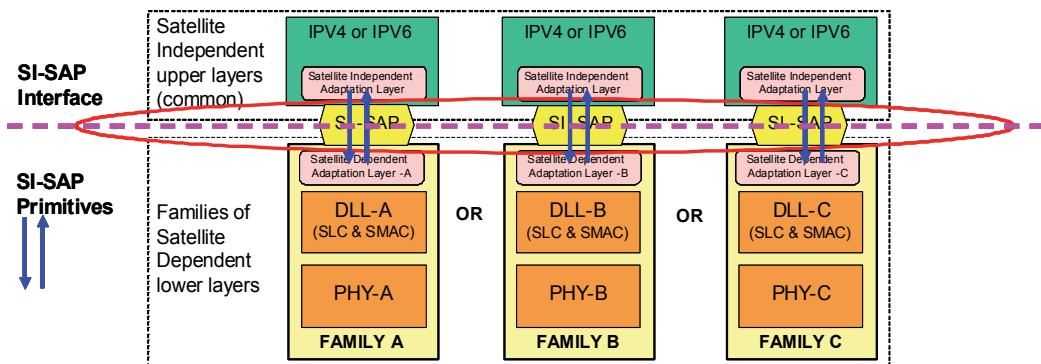 Satellite
Independent
upper layers
(common)
SI-SAP
Interface
IPV4 or IPV6
Satellite Independent
Adaptation Layer
SI-SAP
IPV4 or IPV6
Satellite Independent
Adaptation Layer
SI-SAP
IPV4 or IPV6
Satellite Independent
Adaptation Layer
SI-SAP
SI-SAP
Primitives
Families of
Satellite
Dependent
lower layers
Satellite Dependent
Adaptation Layer -A
DLL-A
(SLC & SMAC)
PHY-A
FAMILY A
OR
Satellite Dependent
Adaptation Layer -B
DLL-B
(SLC & SMAC)
PHY-B
FAMILY B
OR
Satellite Dependent
Adaptation Layer -C
DLL-C
(SLC & SMAC)
PHY-C
FAMILY C